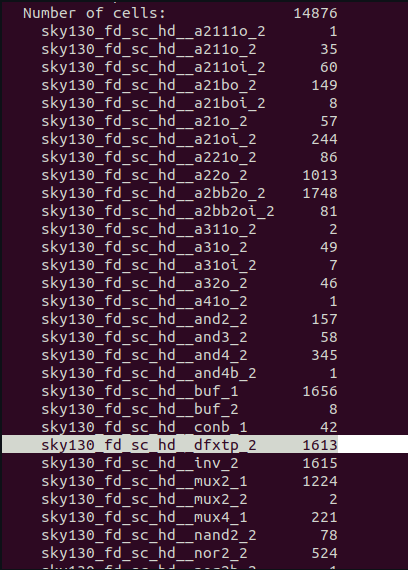 Number of cells: 14876
sky130_fd_sc_hd__a2111o_2 1
sky130_fd_sc_hd__a211o_2 35
sky130_fd_sc_hd__a211oi_2 60
sky130_fd_sc_hd__a21bo_2 149
sky130_fd_sc_hd__a21boi_2 8
sky130_fd_sc_hd__a21o_2 57
sky130_fd_sc_hd__a21oi_2 244
sky130_fd_sc_hd__a221o_2 86
sky130_fd_sc_hd__a22o_2 1013
sky130_fd_sc_hd__a2bb2o_2 1748
sky130_fd_sc_hd__a2bb2oi_2 81
sky130_fd_sc_hd__a311o_2 2
sky130_fd_sc_hd__a31o_2 49
sky130_fd_sc_hd__a31oi_2 7
sky130_fd_sc_hd__a32o_2 46
sky130_fd_sc_hd__a41o_2 1
sky130_fd_sc_hd__and2_2 157
sky130_fd_sc_hd__and3_2 58
sky130_fd_sc_hd__and4_2 345
sky130_fd_sc_hd__and4b_2 1
sky130_fd_sc_hd__buf_1 1656
sky130_fd_sc_hd__buf_2 8
sky130_fd_sc_hd__conb_1 42
sky130_fd_sc_hd__dfxtp_2 1613
sky130_fd_sc_hd__inv_2 1615
sky130_fd_sc_hd__mux2_1 1224
sky130_fd_sc_hd__mux2_2 2
sky130_fd_sc_hd__mux4_1 221
sky130_fd_sc_hd__nand2_2 78
sky130_fd_sc_hd__nor2_2 524